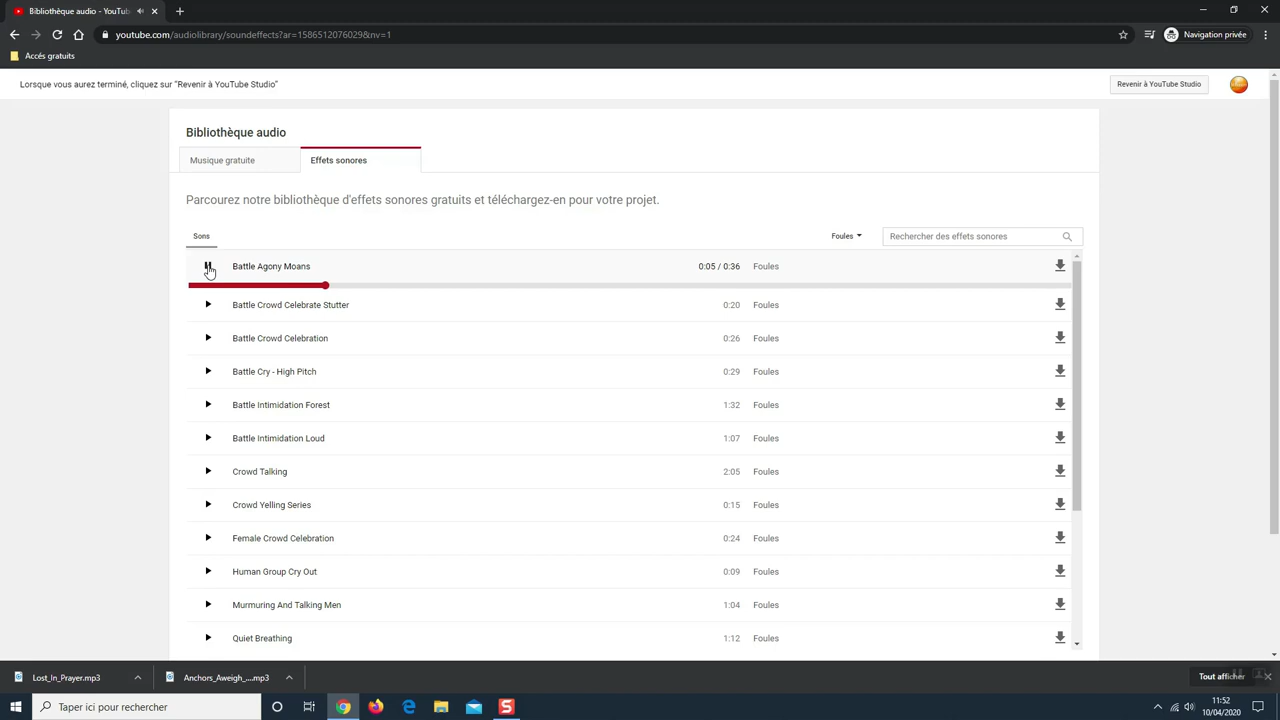 Bibliothèque audio - YouTube
youtube.com/audiolibrary/soundeffects?ar=1586512076029&nv=1
Navigation privée
Accés gratuits
Lorsque vous aurez terminé, cliquez sur "Revenir à YouTube Studio"
Revenir à YouTube Studio
Bibliothèque audio
Musique gratuite
Effets sonores
Parcourez notre bibliothèque d'effets sonores gratuits et téléchargez-en pour votre projet.
Sons
Foules
Rechercher des effets sonores
Battle Agony Moans 0:05 / 0:36 Foules
Battle Crowd Celebrate Stutter 0:20 Foules
Battle Crowd Celebration 0:26 Foules
Battle Cry - High Pitch 0:29 Foules
Battle Intimidation Forest 1:32 Foules
Battle Intimidation Loud 1:07 Foules
Crowd Talking 2:05 Foules
Crowd Yelling Series 0:15 Foules
Female Crowd Celebration 0:24 Foules
Human Group Cry Out 0:09 Foules
Murmuring And Talking Men 1:04 Foules
Quiet Breathing 1:12 Foules
Lost_In_Prayer.mp3
Anchors_Aweigh_....mp3
Tout afficher
Taper ici pour rechercher
11:52
10/04/2020